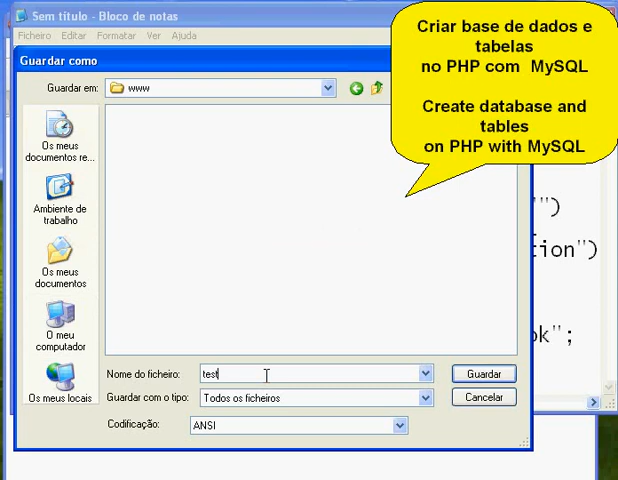 Sem título - Bloco de notas
Ficheiro Editar Formatar Ver Ajuda
Guardar como
Guardar em: www
Os meus
documentos re...
Ambiente de
trabalho
Os meus
documentos
O meu
computador
Os meus locais
Nome do ficheiro: test Guardar
Guardar com o tipo: Todos os ficheiros Cancelar
Codificação: ANSI
Criar base de dados e
tabelas
no PHP com MySQL
Create database and
tables
on PHP with MySQL
"")
tion")
ok";